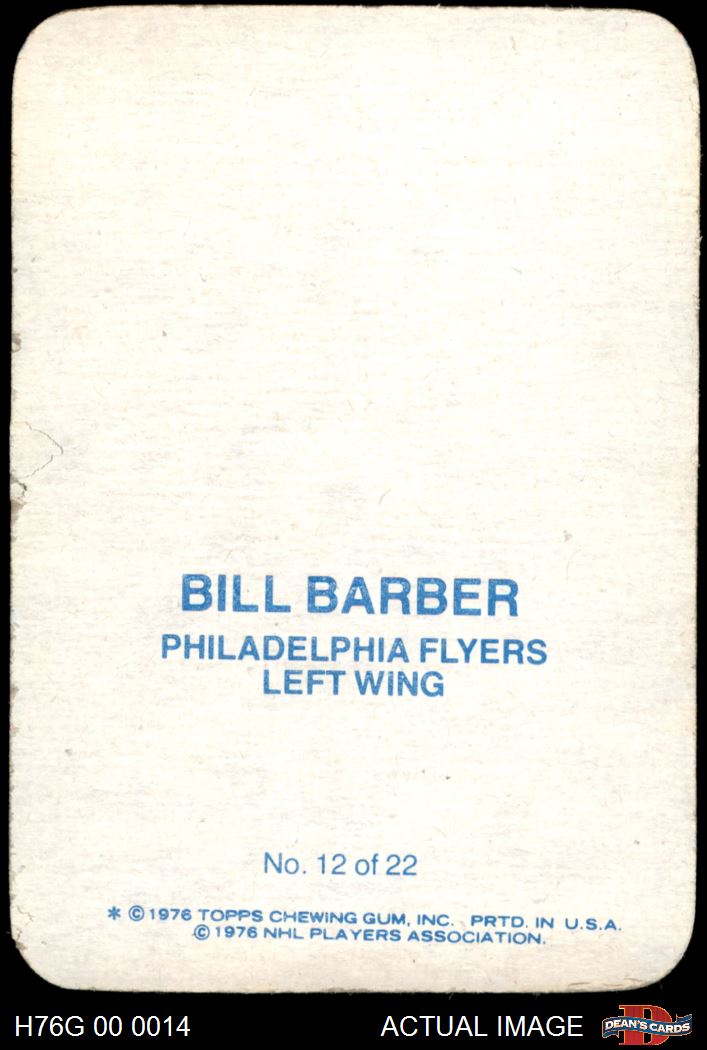 BILL BARBER
PHILADELPHIA FLYERS
LEFT WING
No. 12 of 22
* © 1976 TOPPS CHEWING GUM, INC. PRTD. IN U.S.A.
© 1976 NHL PLAYERS ASSOCIATION.
H76G 00 0014 ACTUAL IMAGE D DEAN'S CARDS